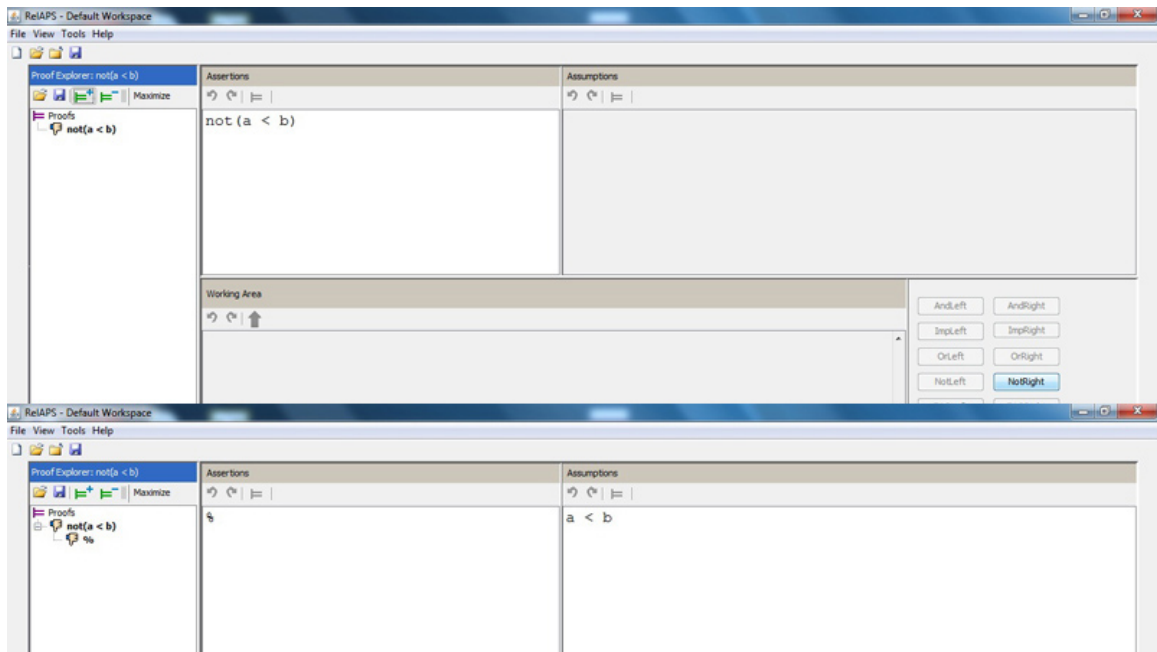 RelAPS - Default Workspace
File View Tools Help
Proof Explorer: not(a < b)
Assertions
Assumptions
Maximize
Proofs
not(a < b)
not(a < b)
Working Area
AndLeft AndRight
ImpLeft ImpRight
OrLeft OrRight
NotLeft NotRight
RelAPS - Default Workspace
File View Tools Help
Proof Explorer: not(a < b)
Assertions
Assumptions
Maximize
Proofs
not(a < b)
%
%
a < b